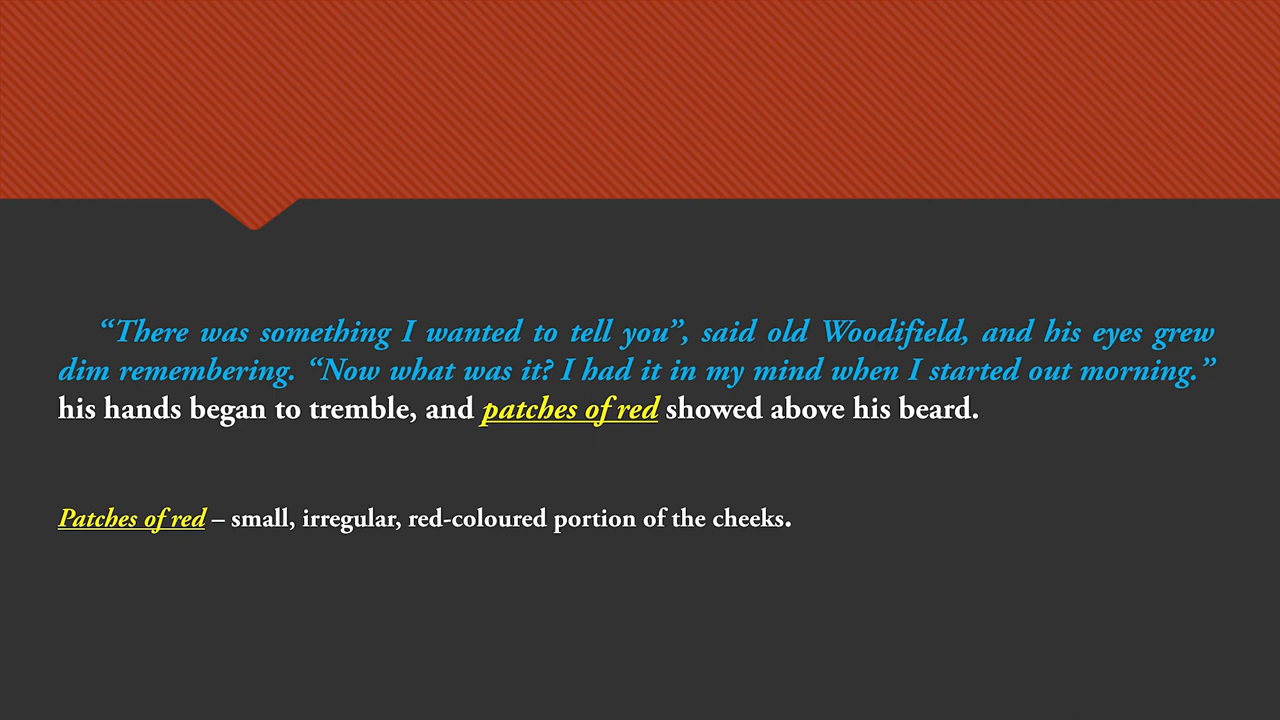 “There was something I wanted to tell you”, said old Woodifield, and his eyes grew
dim remembering. “Now what was it? I had it in my mind when I started out morning.”
his hands began to tremble, and patches of red showed above his beard.
Patches of red – small, irregular, red-coloured portion of the cheeks.